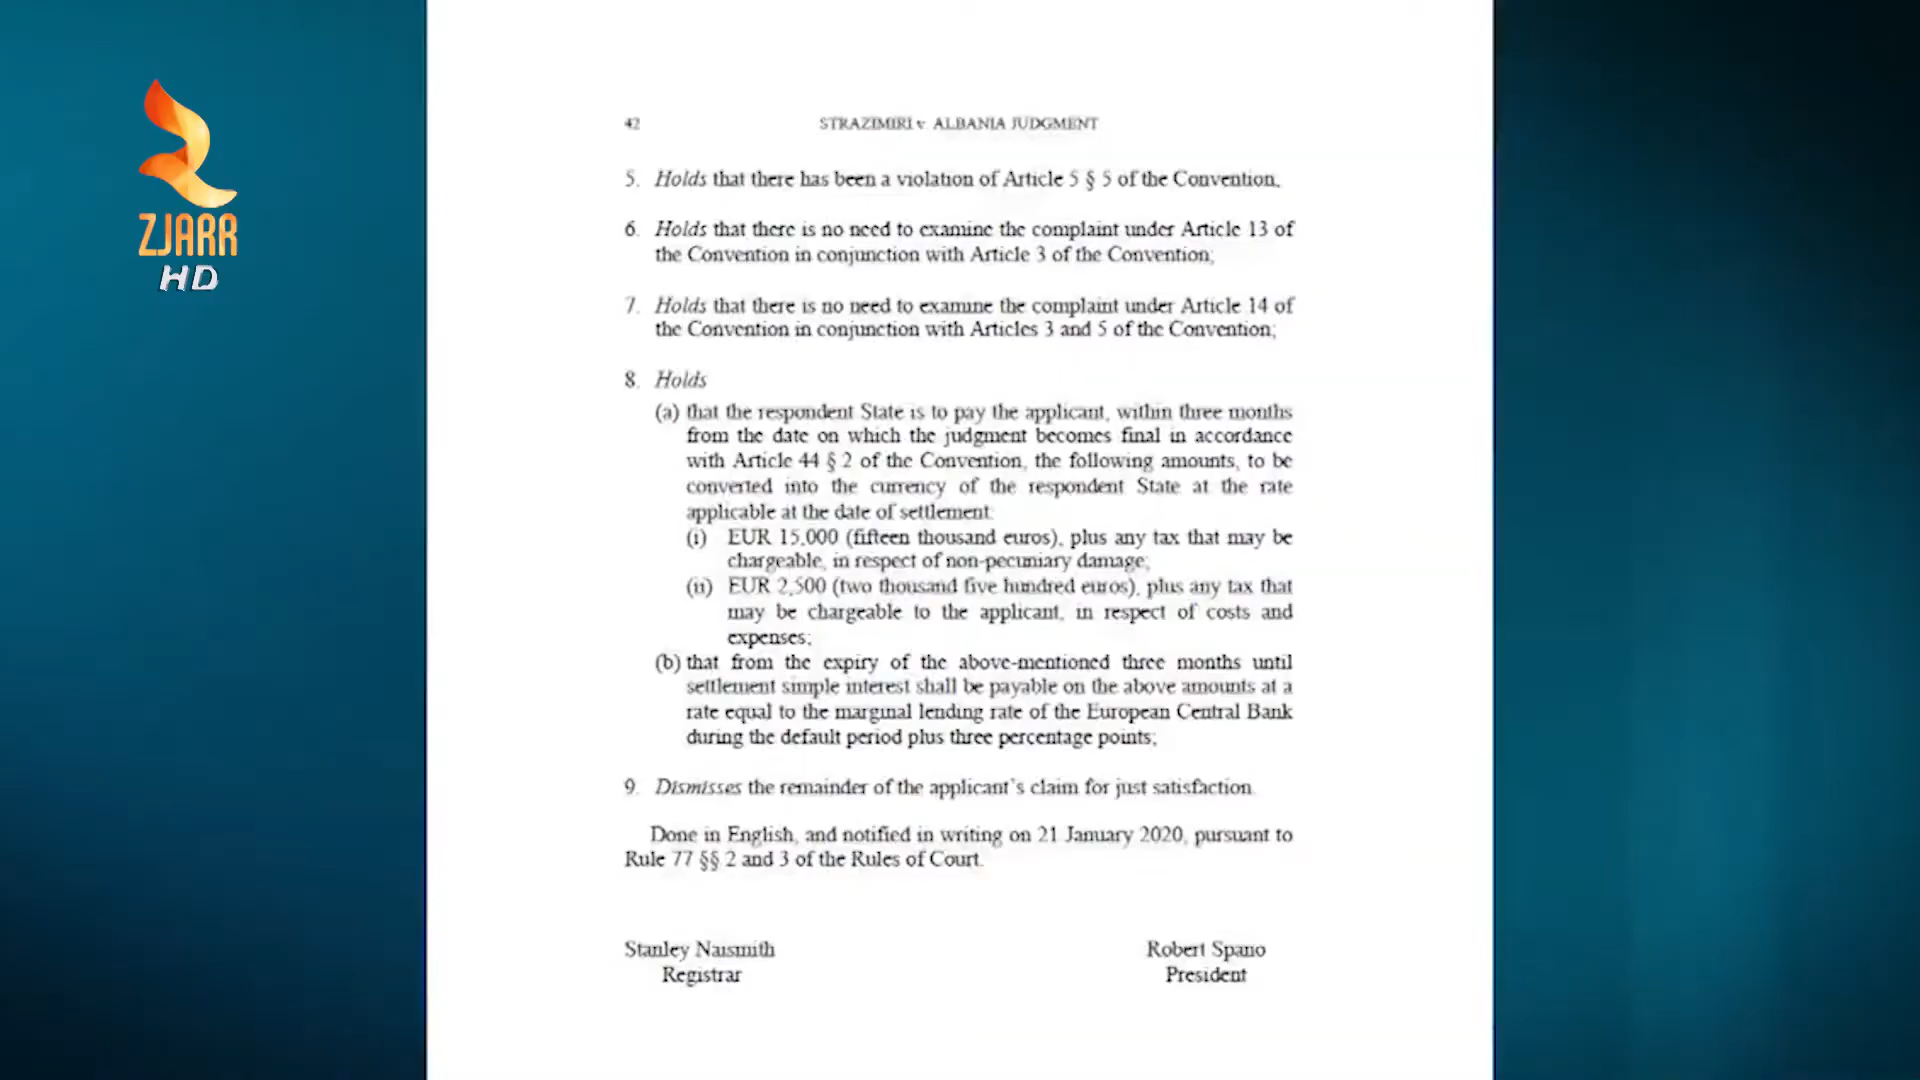 ZJARR
HD
42
STRAZIMIRI v. ALBANIA JUDGMENT
5. Holds that there has been a violation of Article 5 § 5 of the Convention;
6. Holds that there is no need to examine the complaint under Article 13 of
the Convention in conjunction with Article 3 of the Convention;
7. Holds that there is no need to examine the complaint under Article 14 of
the Convention in conjunction with Articles 3 and 5 of the Convention;
8. Holds
(a) that the respondent State is to pay the applicant, within three months
from the date on which the judgment becomes final in accordance
with Article 44 § 2 of the Convention, the following amounts, to be
converted into the currency of the respondent State at the rate
applicable at the date of settlement:
(i) EUR 15,000 (fifteen thousand euros), plus any tax that may be
chargeable, in respect of non-pecuniary damage;
(ii) EUR 2,500 (two thousand five hundred euros), plus any tax that
may be chargeable to the applicant, in respect of costs and
expenses;
(b) that from the expiry of the above-mentioned three months until
settlement simple interest shall be payable on the above amounts at a
rate equal to the marginal lending rate of the European Central Bank
during the default period plus three percentage points;
9. Dismisses the remainder of the applicant's claim for just satisfaction.
Done in English, and notified in writing on 21 January 2020, pursuant to
Rule 77 §§ 2 and 3 of the Rules of Court.
Stanley Naismith
Registrar
Robert Spano
President